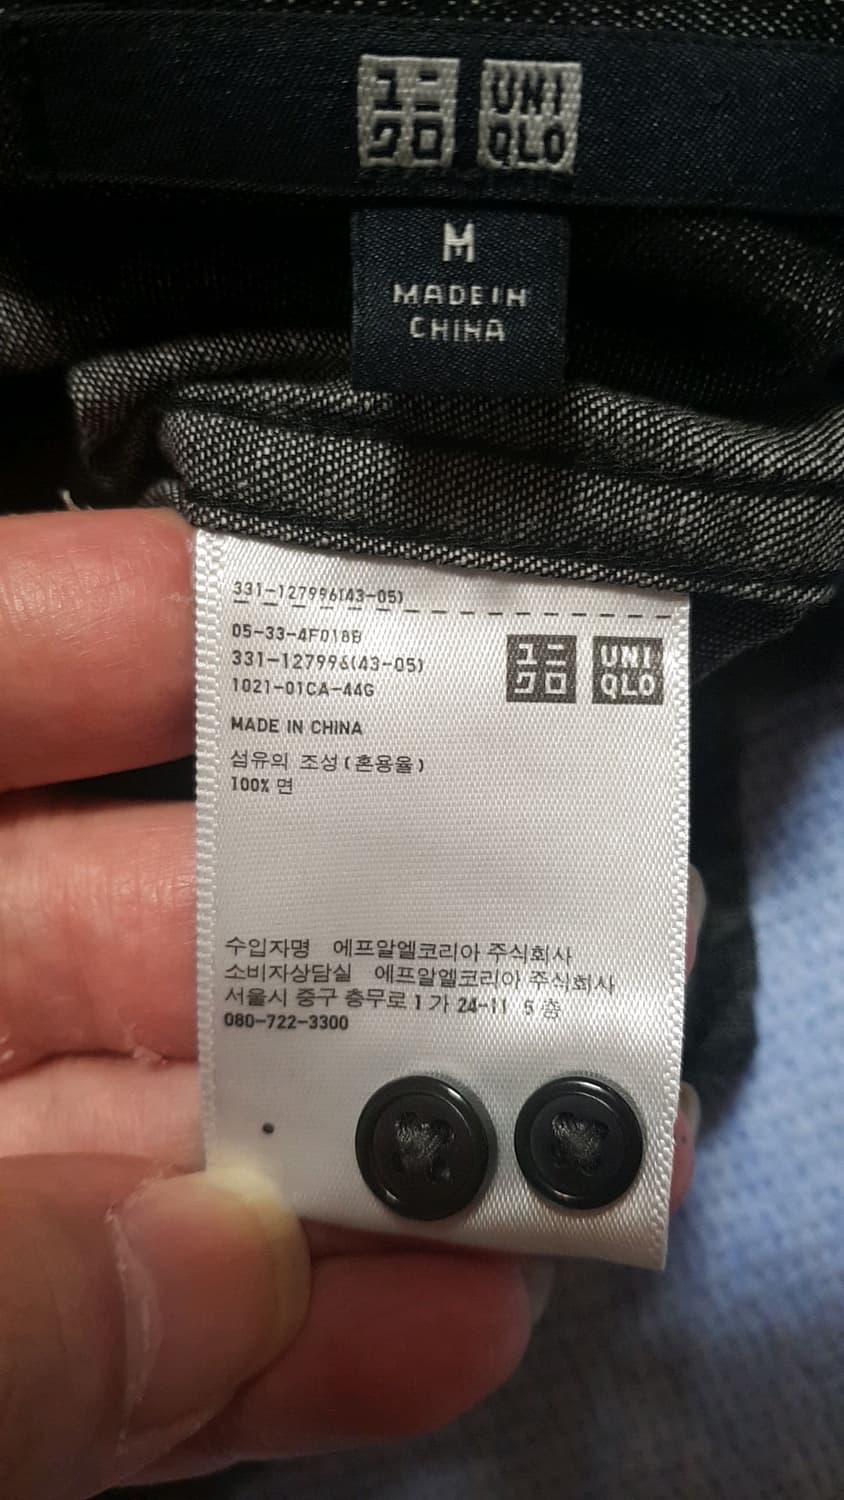 ユニ UNI
クロ QLO
M
MADE IN
CHINA
331-127996(43-05)
05-33-4F018B
331-127996(43-05)
1021-01CA-44G
ユニ UNI
クロ QLO
MADE IN CHINA
섬유의 조성(혼용율)
100% 면
수입자명 에프알엘코리아 주식회사
소비자상담실 에프알엘코리아 주식회사
서울시 중구 충무로 1 가 24-11 5 층
080-722-3300